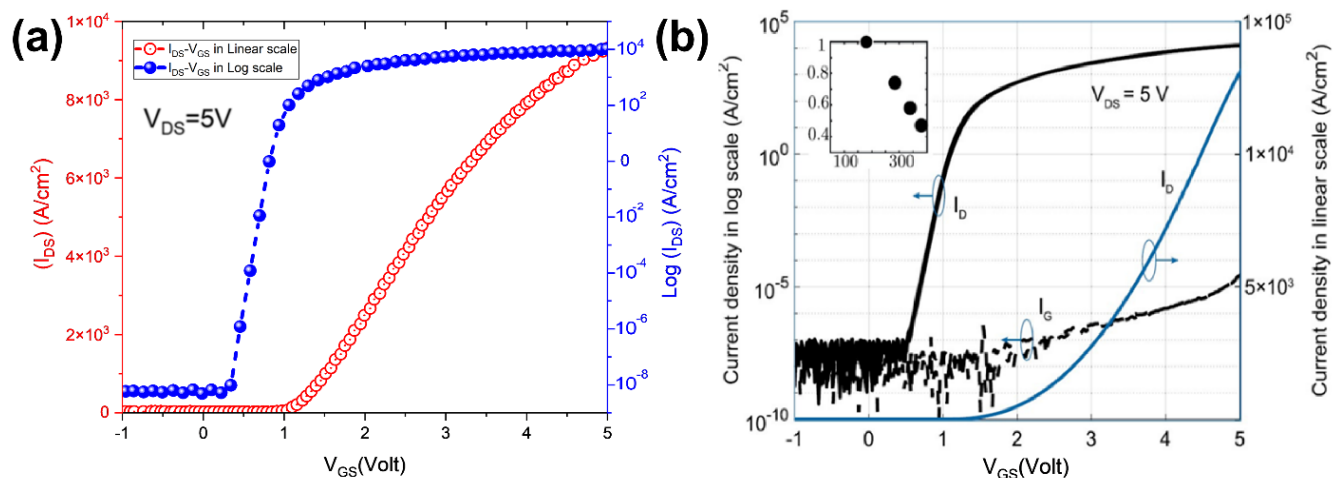 (a)
I_DS-V_GS in Linear scale
I_DS-V_GS in Log scale
V_DS=5V
(I_DS) (A/cm²)
1×10⁴
8×10³
6×10³
4×10³
2×10³
0
-1 0 1 2 3 4 5
V_GS(Volt)
10⁴
10²
0
10⁻²
10⁻⁴
10⁻⁶
10⁻⁸
Log (I_DS) (A/cm²)
(b)
Current density in log scale (A/cm²)
10⁵
10⁰
10⁻⁵
10⁻¹⁰
1
0.8
0.6
0.4
50 300
V_DS = 5 V
I_D
I_D
I_G
-1 0 1 2 3 4 5
V_GS(Volt)
1×10⁵
1×10⁴
5×10³
Current density in linear scale (A/cm²)